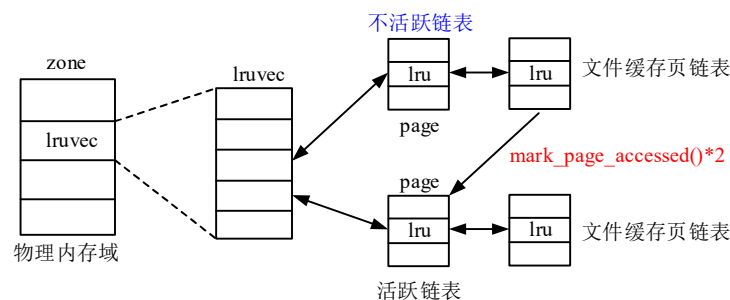 不活跃链表
zone
lruvec
lru
lru
文件缓存页链表
lruvec
page
mark_page_accessed()*2
page
lru
lru
文件缓存页链表
物理内存域
活跃链表